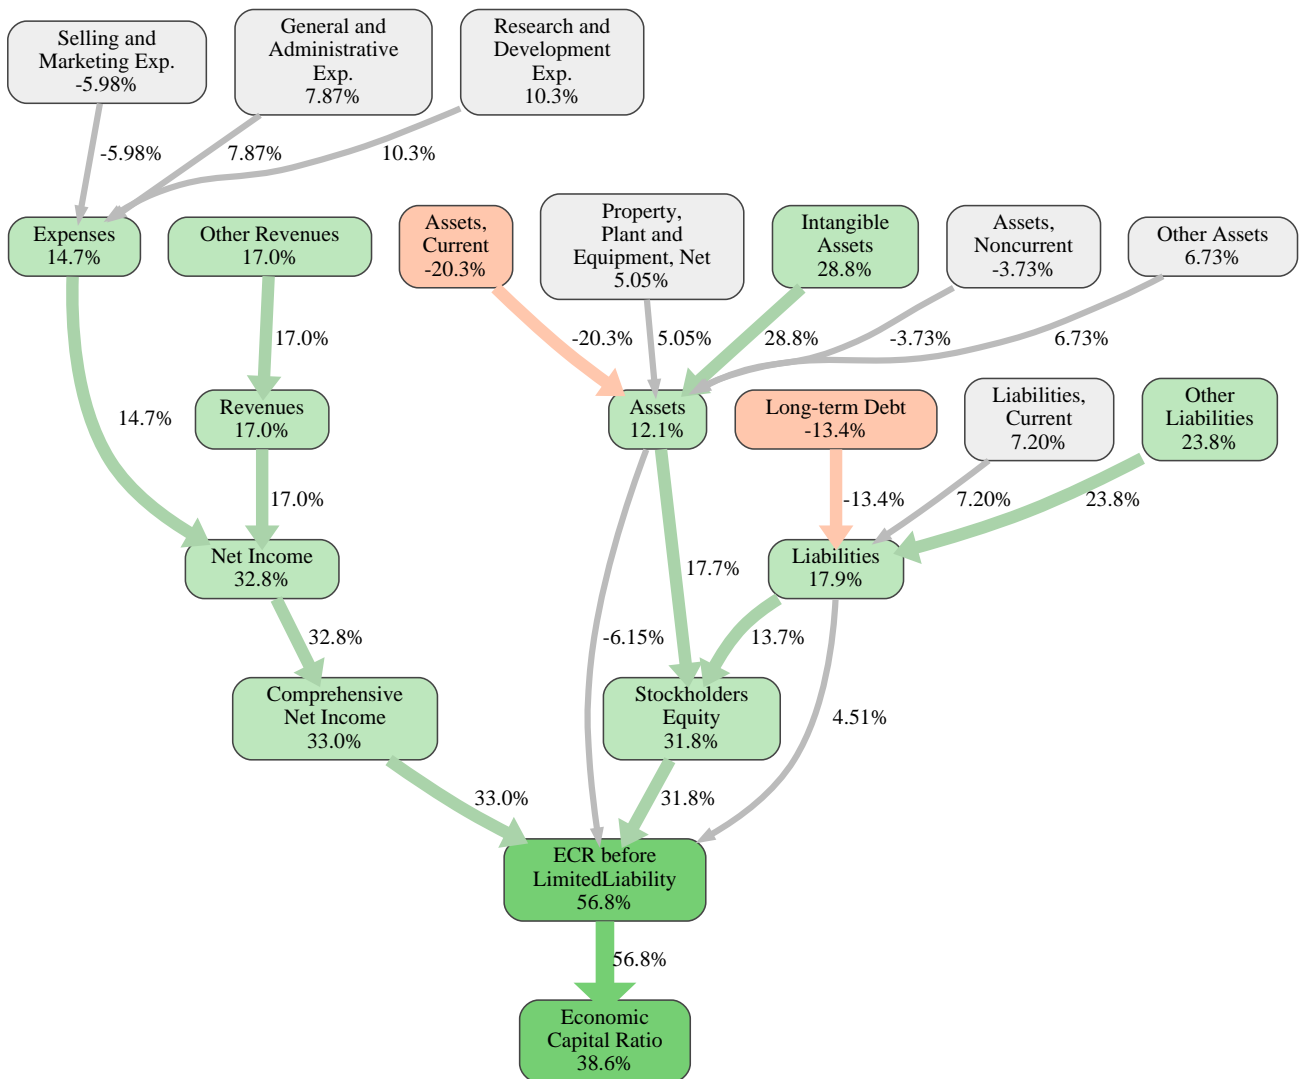 Selling and
Marketing Exp.
-5.98%
General and
Administrative
Exp.
7.87%
Research and
Development
Exp.
10.3%
-5.98%
7.87%
10.3%
Expenses
14.7%
Other Revenues
17.0%
Assets,
Current
-20.3%
Property,
Plant and
Equipment, Net
5.05%
Intangible
Assets
28.8%
Assets,
Noncurrent
-3.73%
Other Assets
6.73%
17.0%
-20.3%
5.05%
28.8%
-3.73%
6.73%
14.7%
Revenues
17.0%
Assets
12.1%
Long-term Debt
-13.4%
Liabilities,
Current
7.20%
Other
Liabilities
23.8%
17.0%
-13.4%
7.20%
23.8%
Net Income
32.8%
17.7%
Liabilities
17.9%
32.8%
-6.15%
13.7%
Comprehensive
Net Income
33.0%
Stockholders
Equity
31.8%
4.51%
33.0%
31.8%
ECR before
LimitedLiability
56.8%
56.8%
Economic
Capital Ratio
38.6%